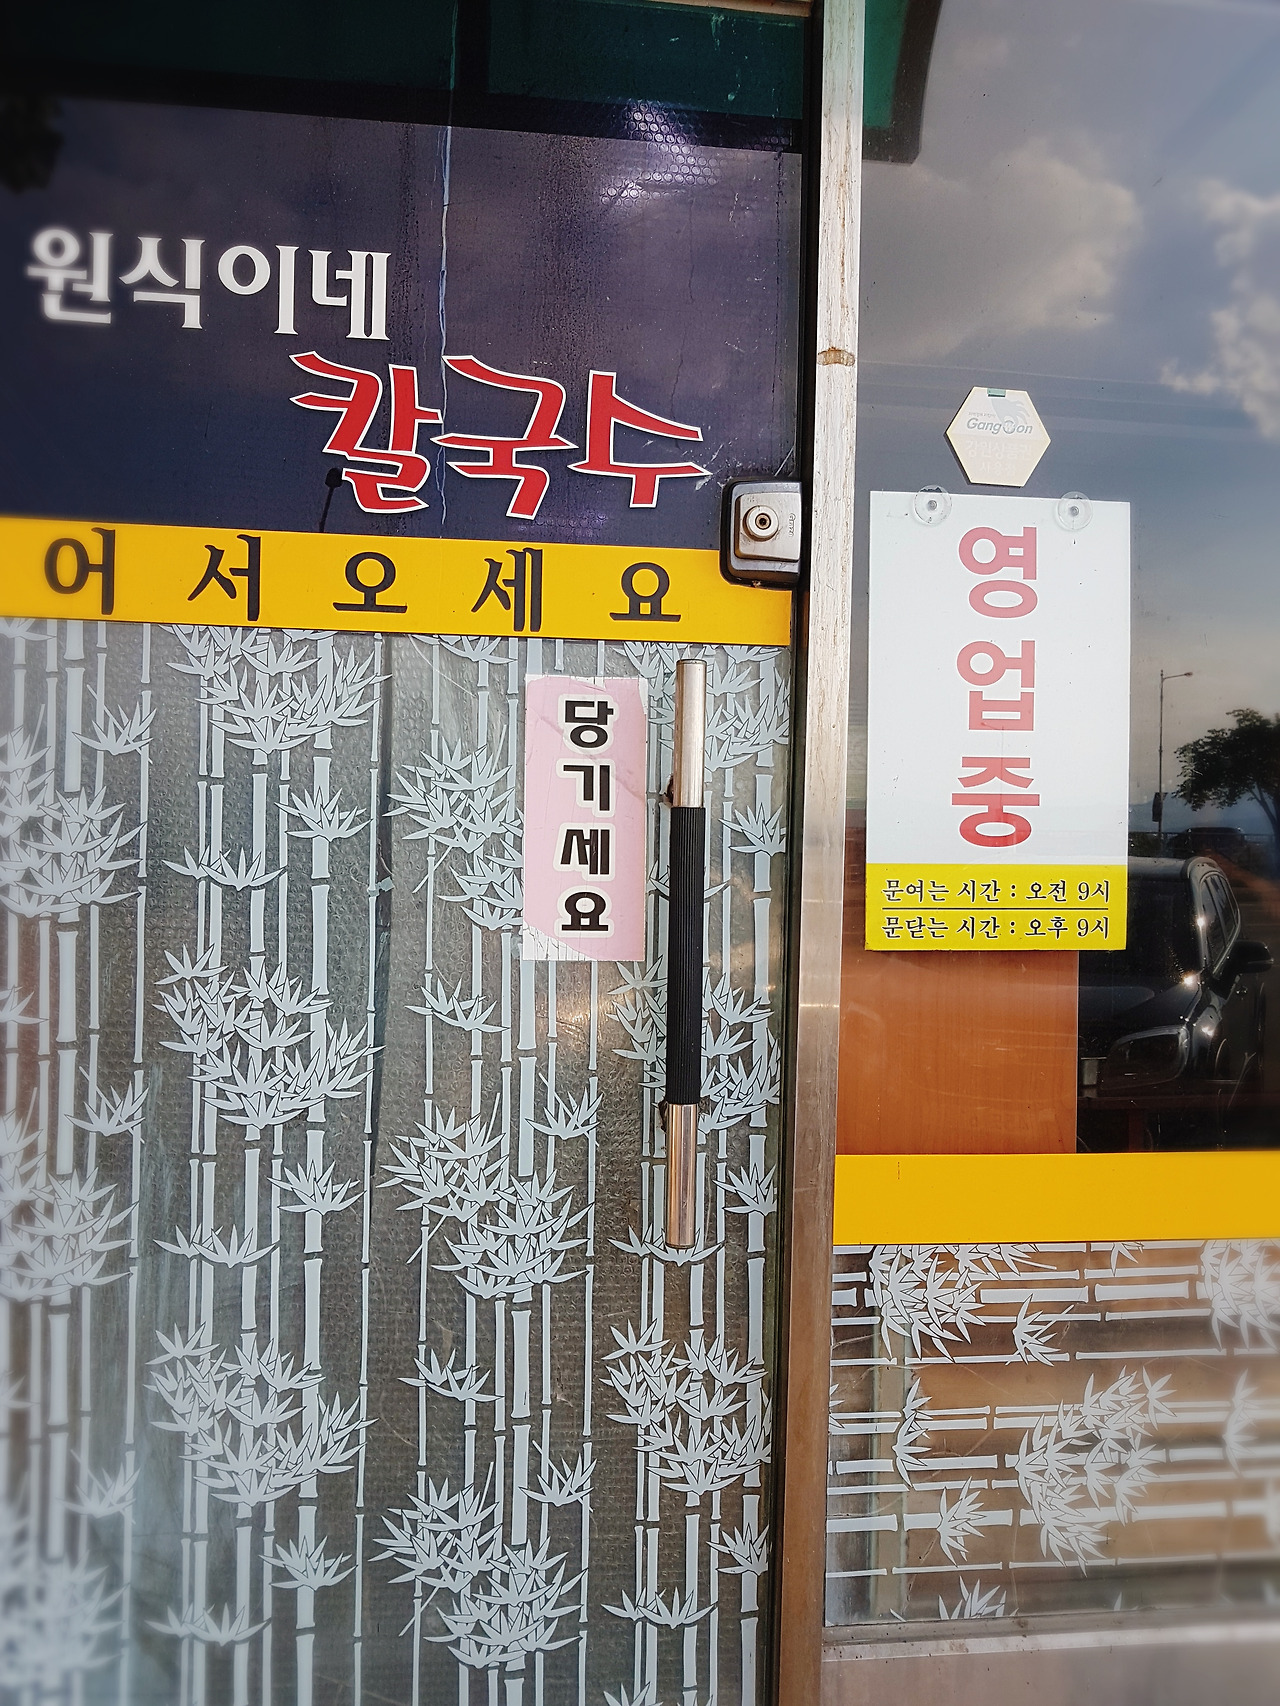 원식이네
칼국수
어서오세요
당기세요
GangWon
영업중
문여는 시간 : 오전 9시
문닫는 시간 : 오후 9시